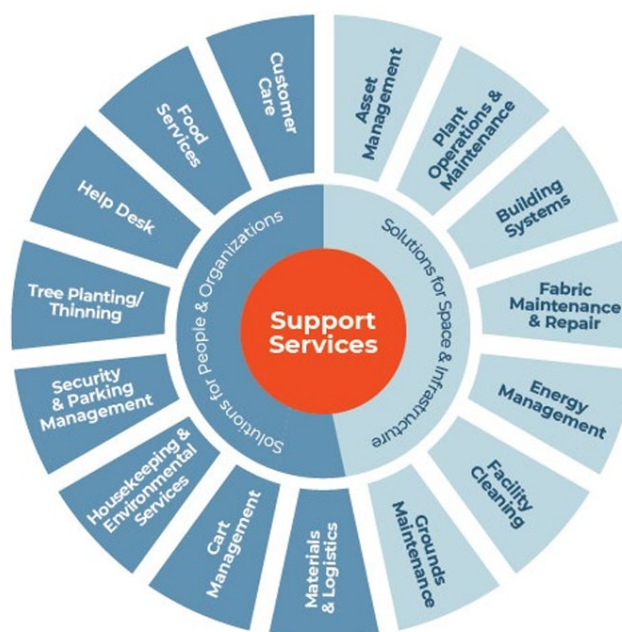 Support
Services
Solutions for People & Organizations
Solutions for Space & Infrastructure
Asset
Management
Plant
Operations &
Maintenance
Building
Systems
Fabric
Maintenance
& Repair
Energy
Management
Facility
Cleaning
Grounds
Maintenance
Materials
& Logistics
Cart
Management
Housekeeping &
Environmental
Services
Security
& Parking
Management
Tree Planting/
Thinning
Help Desk
Food
Services
Customer
Care